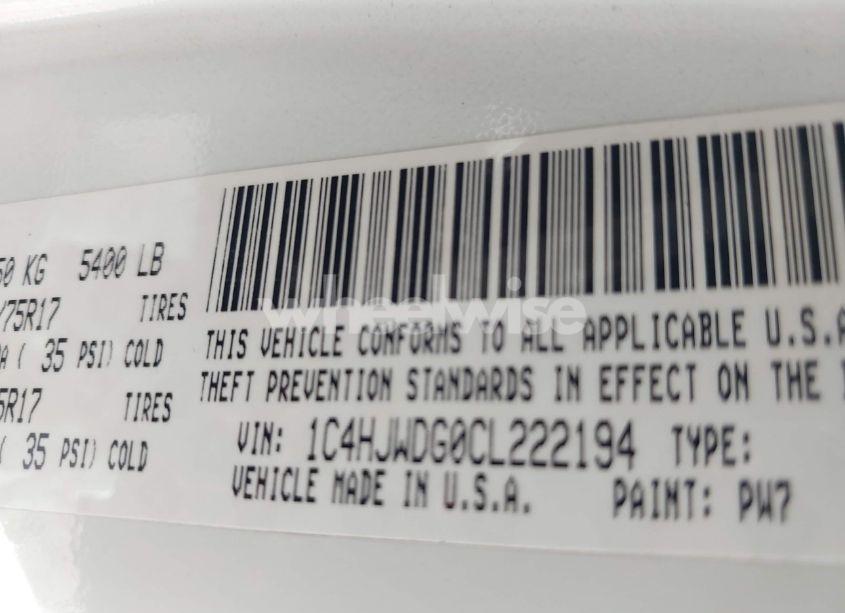 50 KG 5400 LB
/75R17 TIRES
( 35 PSI) COLD
5R17 TIRES
( 35 PSI) COLD
THIS VEHICLE CONFORMS TO ALL APPLICABLE U.S.A
THEFT PREVENTION STANDARDS IN EFFECT ON THE
VIN: 1C4HJWDG0CL222194 TYPE:
VEHICLE MADE IN U.S.A. PAINT: PW7
wheelwise